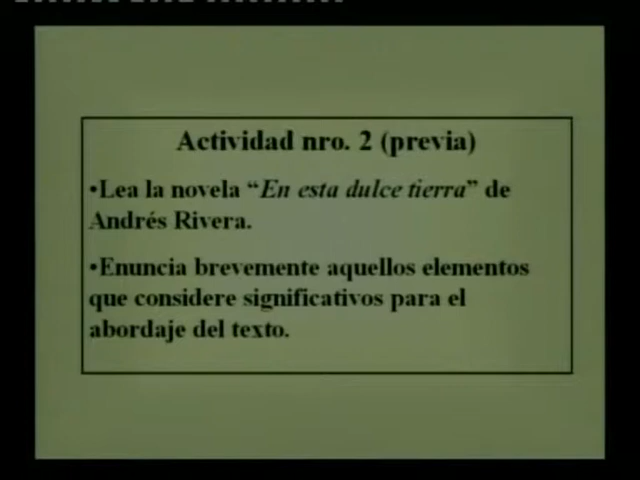 Actividad nro. 2 (previa)
•Lea la novela “En esta dulce tierra” de
Andrés Rivera.
•Enuncia brevemente aquellos elementos
que considere significativos para el
abordaje del texto.